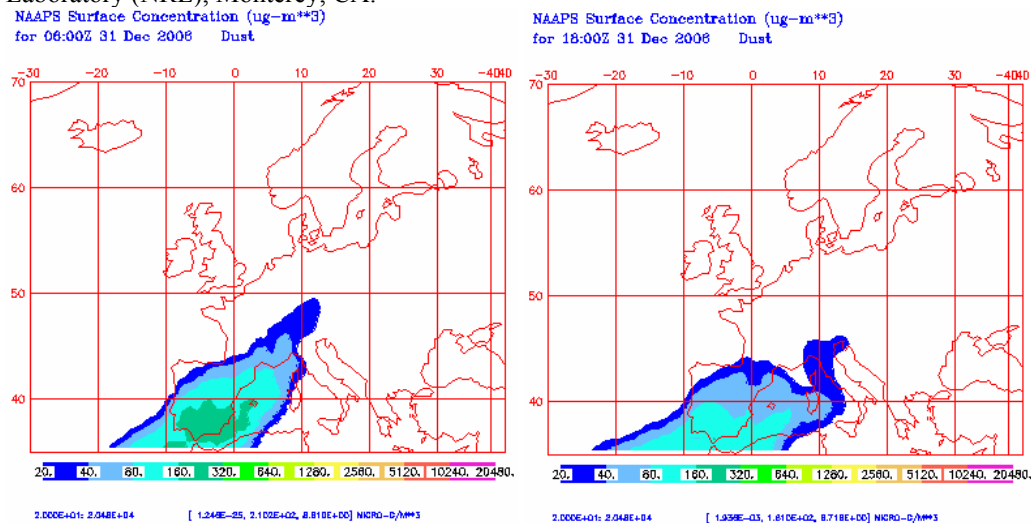 Laboratory (NRL), Monterey, CA.
NAAPS Surface Concentration (ug-m**3)
for 06:00Z 31 Dec 2006 Dust
-30 -20 -10 0 10 20 30 -4040
70
60
50
40
20. 40. 80. 160. 320. 640. 1280. 2560. 5120. 10240. 20480.
2.000E+01: 2.048E+04 [ 1.246E-25, 2.102E+02, 8.810E+00] MICRO-G/M**3
NAAPS Surface Concentration (ug-m**3)
for 18:00Z 31 Dec 2006 Dust
-30 -20 -10 0 10 20 30 -4040
70
60
50
40
20. 40. 80. 160. 320. 640. 1280. 2560. 5120. 10240. 20480.
2.000E+01: 2.048E+04 [ 1.936E-03, 1.610E+02, 8.718E+00] MICRO-G/M**3